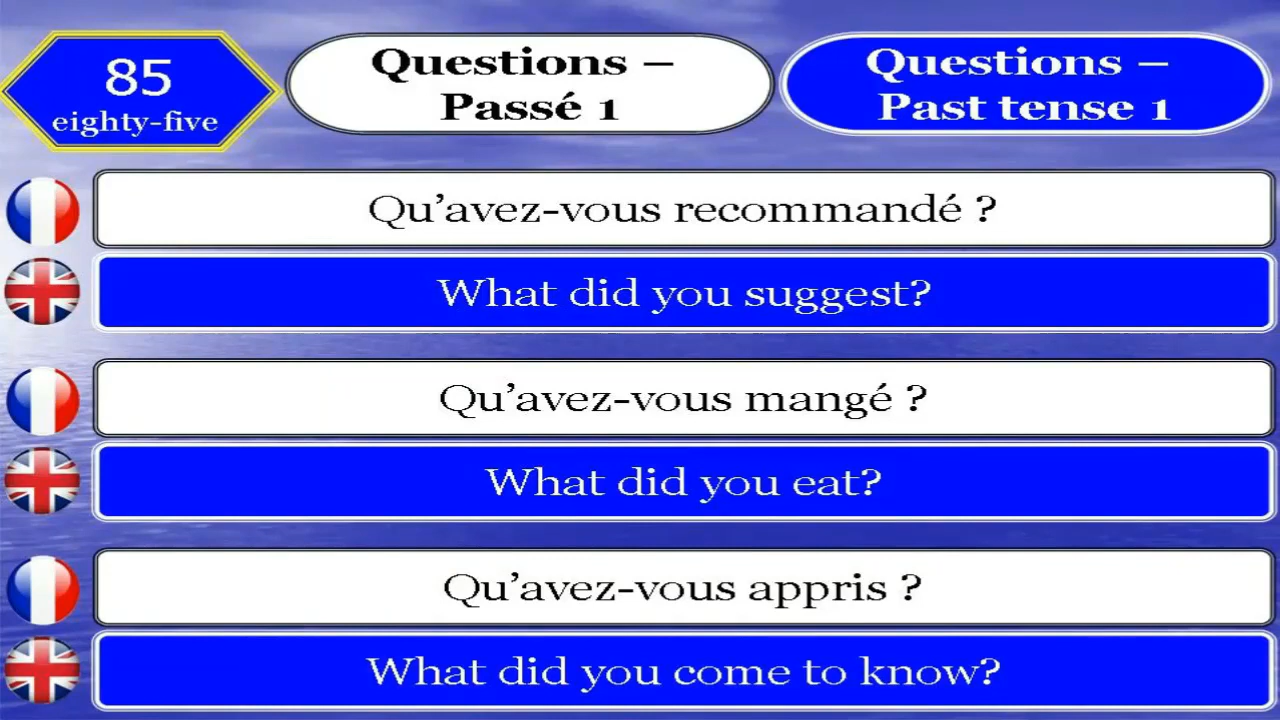 85
eighty-five
Questions –
Passé 1
Questions –
Past tense 1
Qu’avez-vous recommandé ?
What did you suggest?
Qu’avez-vous mangé ?
What did you eat?
Qu’avez-vous appris ?
What did you come to know?